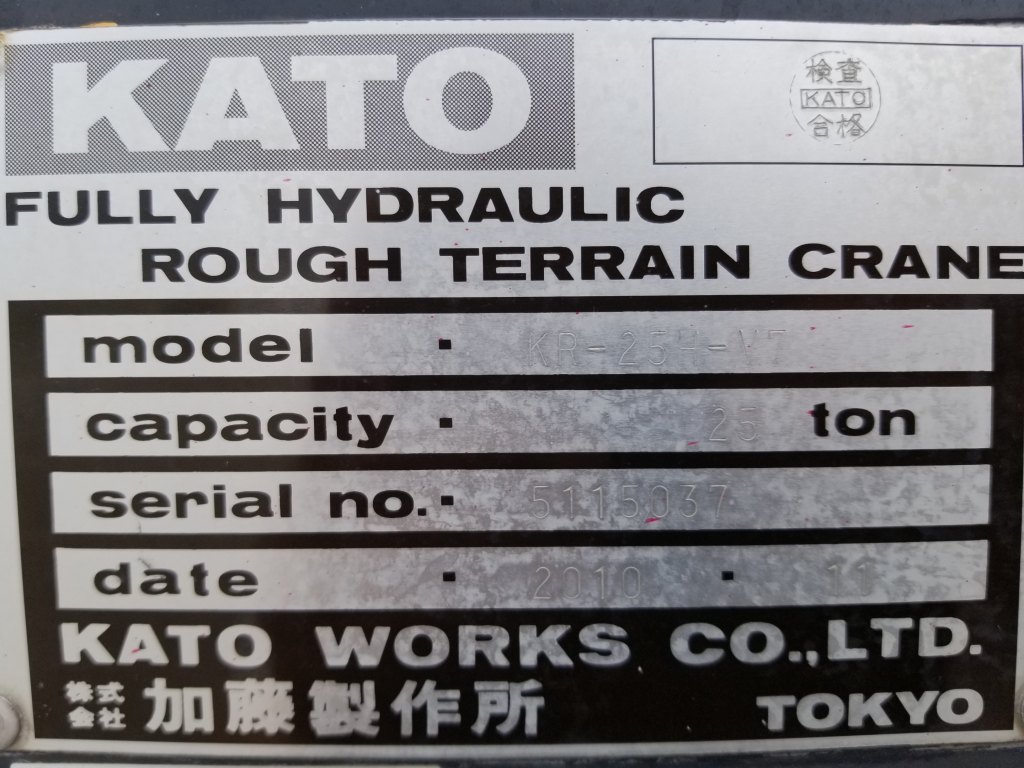 KATO
検査
KATO
合格
FULLY HYDRAULIC
ROUGH TERRAIN CRANE
model · KR-25H-V7
capacity · 25 ton
serial no. · 5115037
date · 2010 · 11
KATO WORKS CO.,LTD.
株式会社 加藤製作所 TOKYO